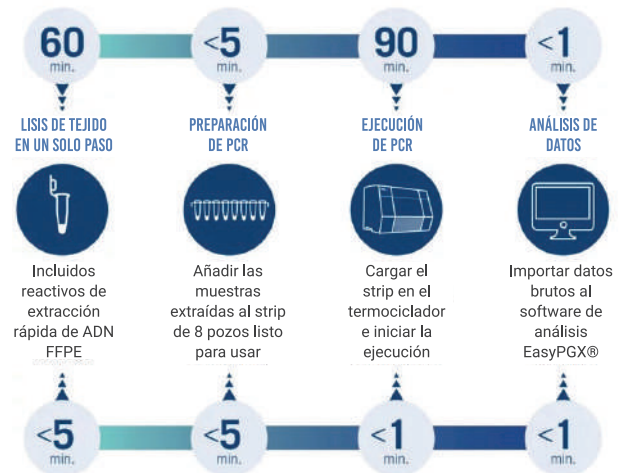 60 min.
<5 min.
90 min.
<1 min.
LISIS DE TEJIDO
EN UN SOLO PASO
PREPARACIÓN
DE PCR
EJECUCIÓN
DE PCR
ANÁLISIS DE
DATOS
Incluidos
reactivos de
extracción
rápida de ADN
FFPE
Añadir las
muestras
extraídas al strip
de 8 pozos listo
para usar
Cargar el
strip en el
termociclador
e iniciar la
ejecución
Importar datos
brutos al
software de
análisis
EasyPGX®
<5 min.
<5 min.
<1 min.
<1 min.